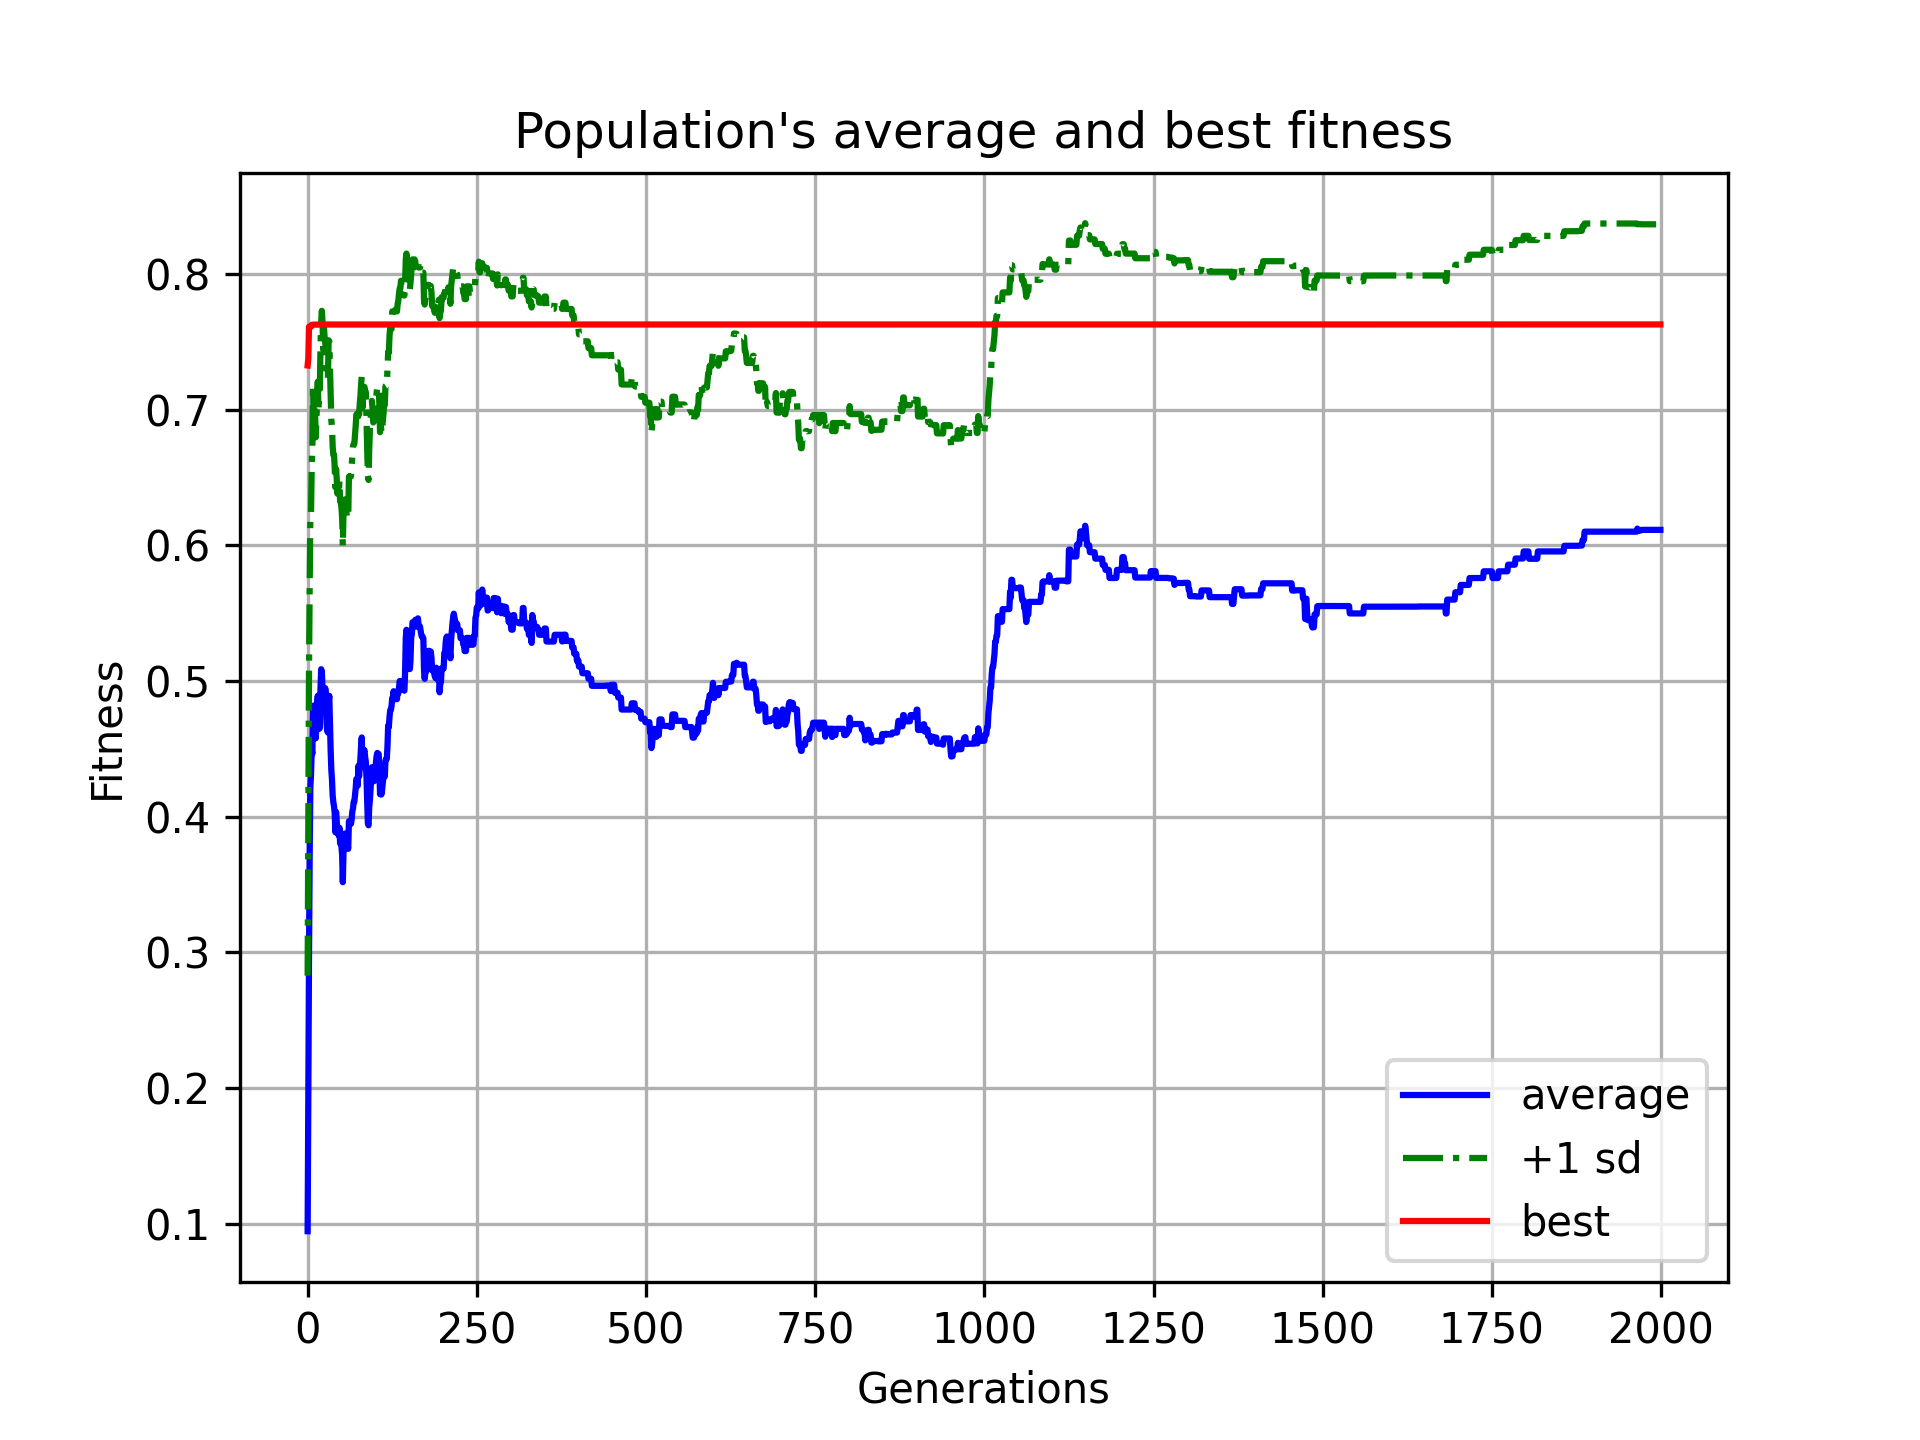 Population's average and best fitness
Fitness
0.8
0.7
0.6
0.5
0.4
0.3
0.2
0.1
0 250 500 750 1000 1250 1500 1750 2000
Generations
average
+1 sd
best